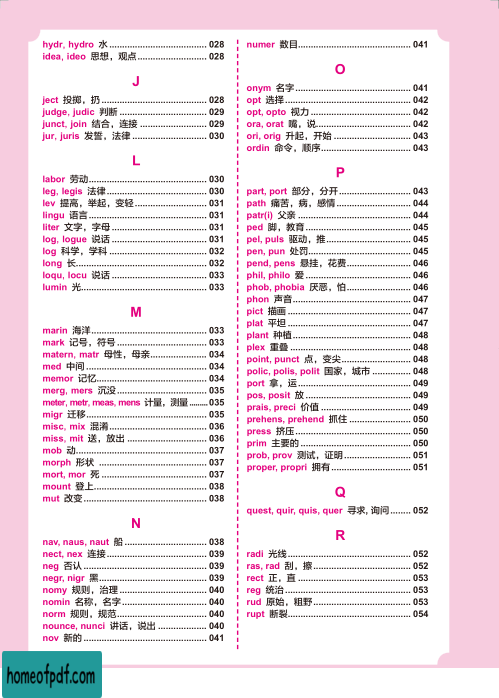 hydr, hydro 水 ................................ 028
idea, ideo 思想，观点 ........................ 028
J
ject 投掷，扔 .................................. 028
judge, judic 判断 ............................. 029
junct, join 结合，连接 ....................... 029
jur, juris 发誓，法律 ......................... 030
L
labor 劳动 ...................................... 030
leg, legis 法律 ................................. 030
lev 提高，举起，变轻 ........................ 031
lingu 语言 ...................................... 031
liter 文字，字母 ............................... 031
log, logue 说话 ................................ 031
log 科学，学科 ................................ 032
long 长 .......................................... 032
loqu, locu 说话 ................................ 033
lumin 光 ......................................... 033
M
marin 海洋 ...................................... 033
mark 记号，符号 .............................. 033
matern, matr 母性，母亲 ................... 034
med 中间 ........................................ 034
memor 记忆 .................................... 034
merg, mers 沉没 .............................. 035
meter, metr, meas, mens 计量，测量 ....... 035
migr 迁移 ....................................... 035
misc, mix 混淆 ................................. 036
miss, mit 送，放出 ............................ 036
mob 动 ........................................... 037
morph 形状 ..................................... 037
mort, mor 死 ................................... 037
mount 登上 ..................................... 038
mut 改变 ......................................... 038
N
nav, naus, naut 船 ............................ 038
nect, nex 连接 .................................. 039
neg 否认 ......................................... 039
negr, nigr 黑 .................................... 039
nomy 规则，治理 .............................. 040
nomin 名称，名字 ............................. 040
norm 规则，规范 ............................... 040
nounce, nunci 讲话，说出 .................. 040
nov 新的 ......................................... 041
numer 数目 ..................................... 041
O
onym 名字 ...................................... 041
opt 选择 ......................................... 042
opt, opto 视力 ................................. 042
ora, orat 嘴，说 ............................... 042
ori, orig 升起，开始 .......................... 043
ordin 命令，顺序 .............................. 043
P
part, port 部分，分开 ........................ 043
path 痛苦，病，感情 ......................... 044
patr(i) 父亲 ..................................... 044
ped 脚，教育 ................................... 045
pel, puls 驱动，推 ............................ 045
pen, pun 处罚 .................................. 045
pend, pens 悬挂，花费 ...................... 046
phil, philo 爱 ................................... 046
phob, phobia 厌恶，怕 ...................... 046
phon 声音 ....................................... 047
pict 描画 ......................................... 047
plat 平坦 ......................................... 047
plant 种植 ....................................... 048
plex 重叠 ........................................ 048
point, punct 点，变尖 ........................ 048
polic, polis, polit 国家，城市 .............. 048
port 拿，运 ...................................... 049
pos, posit 放 .................................... 049
prais, preci 价值 ............................... 049
prehens, prehend 抓住 ..................... 050
press 挤压 ....................................... 050
prim 主要的 ..................................... 050
prob, prov 测试，证明 ....................... 051
proper, propri 拥有 ........................... 051
Q
quest, quir, quis, quer 寻求, 询问 ........ 052
R
radi 光线 ......................................... 052
ras, rad 刮，擦 ................................. 052
rect 正，直 ...................................... 053
reg 统治 .......................................... 053
rud 原始，粗野 ................................. 053
rupt 断裂 ......................................... 054
homeofpdf.com